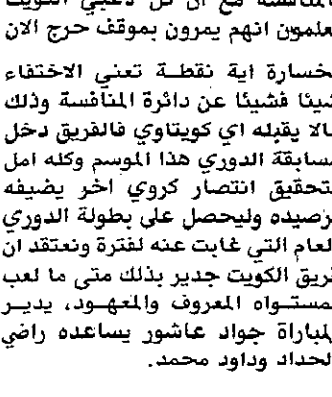 المنافسة مع ان كل لاعبي الكويت
يعلمون انهم يمرون بموقف حرج الان
خسارة اية نقطة تعني الاختفاء
شيئا فشيئا عن دائرة المنافسة وذلك
مالا يقبله اي كويتاوي فالفريق دخل
مسابقة الدوري هذا الموسم وكله امل
بتحقيق انتصار كروي اخر يضيفه
لرصيده وليحصل على بطولة الدوري
العام التي غابت عنه لفترة ونعتقد ان
فريق الكويت جدير بذلك متى ما لعب
بمستواه المعروف والمعهود، يدير
المباراة جواد عاشور يساعده راضي
الحداد وداود محمد.